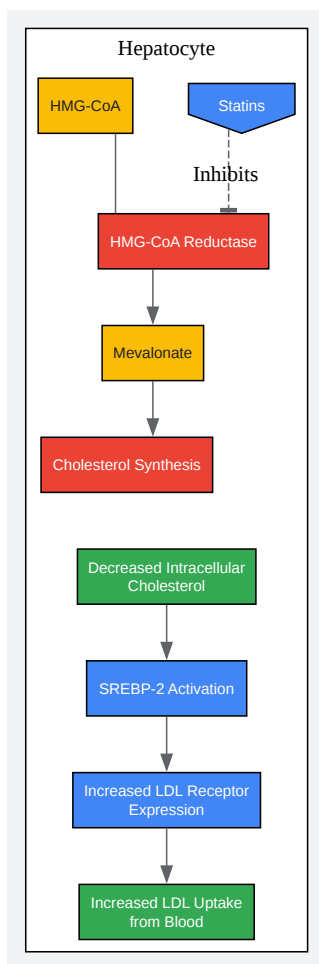 Hepatocyte
HMG-CoA
Statins
Inhibits
HMG-CoA Reductase
Mevalonate
Cholesterol Synthesis
Decreased Intracellular
Cholesterol
SREBP-2 Activation
Increased LDL Receptor
Expression
Increased LDL Uptake
from Blood